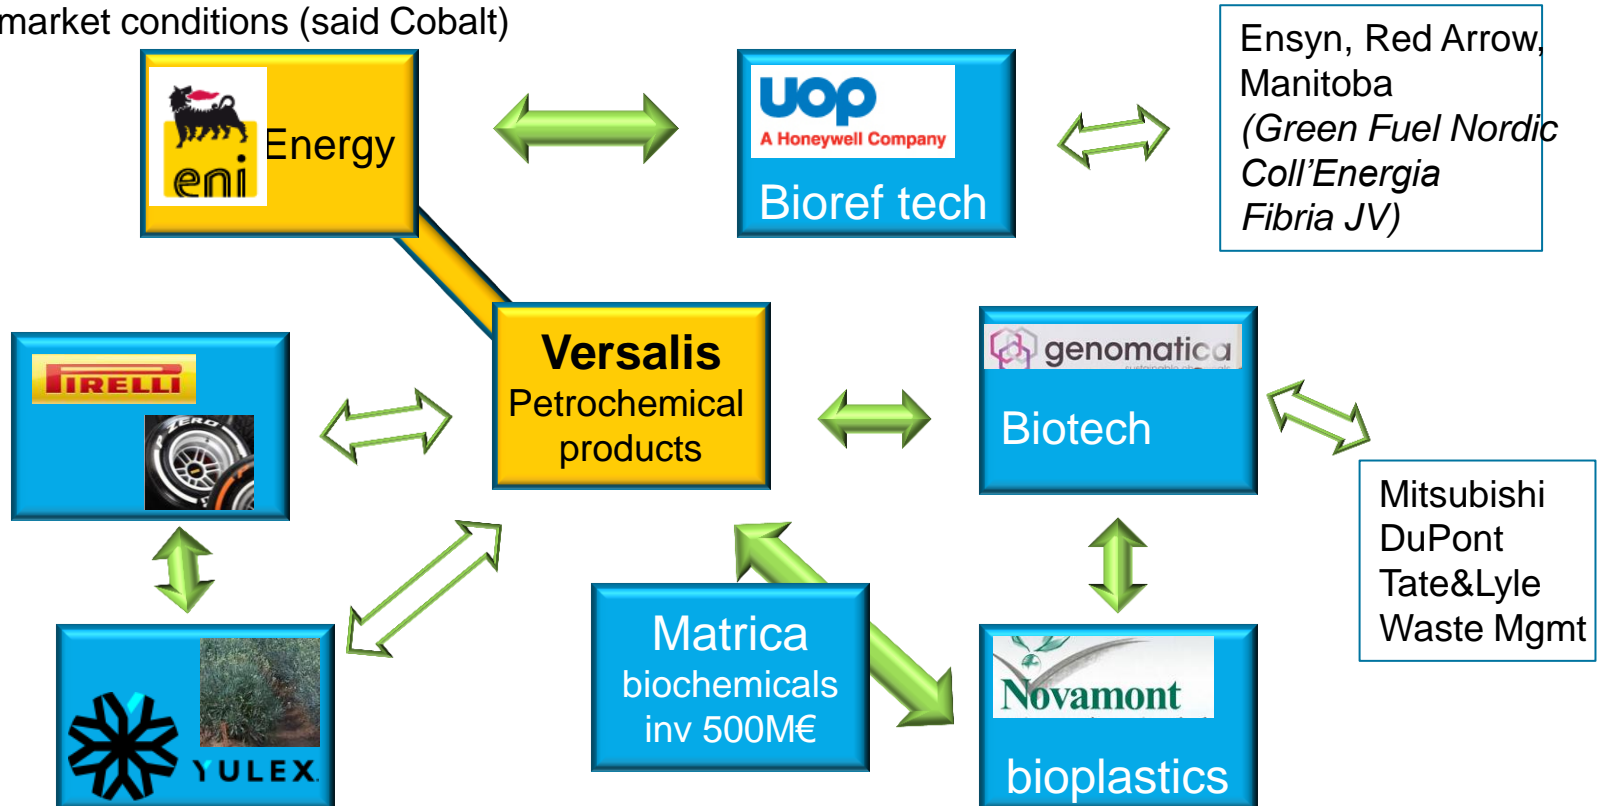 market conditions (said Cobalt)
eni
Energy
uop
A Honeywell Company
Bioref tech
Ensyn, Red Arrow,
Manitoba
(Green Fuel Nordic
Coll’Energia
Fibria JV)
IRELLI
P ZERO
Versalis
Petrochemical
products
genomatica
Biotech
Mitsubishi
DuPont
Tate&Lyle
Waste Mgmt
YULEX
Matrica
biochemicals
inv 500M€
Novamont
bioplastics